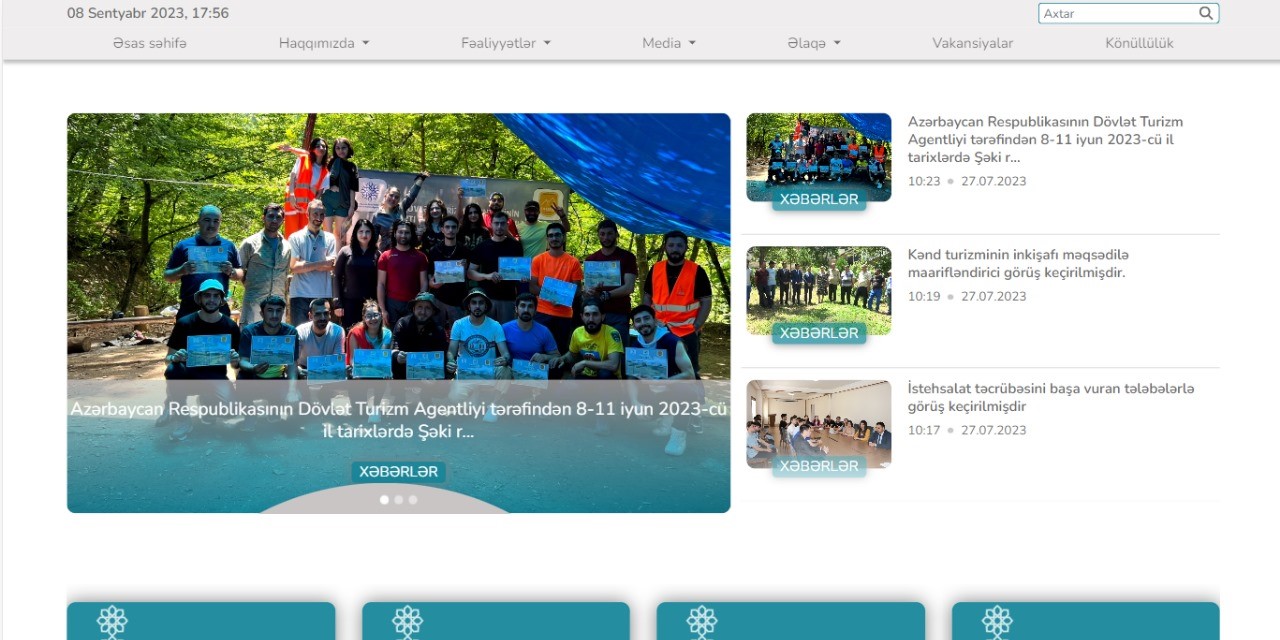 08 Sentyabr 2023, 17:56
Axtar
Əsas səhifə
Haqqımızda
Fəaliyyətlər
Media
Əlaqə
Vakansiyalar
Könüllülük
Azərbaycan Respublikasının Dövlət Turizm Agentliyi tərəfindən 8-11 iyun 2023-cü
il tarixlərdə Şəki r...
XƏBƏRLƏR
Azərbaycan Respublikasının Dövlət Turizm
Agentliyi tərəfindən 8-11 iyun 2023-cü il
tarixlərdə Şəki r...
10:23 27.07.2023
XƏBƏRLƏR
Kənd turizminin inkişafı məqsədilə
maarifləndirici görüş keçirilmişdir.
10:19 27.07.2023
XƏBƏRLƏR
İstehsalat təcrübəsini başa vuran tələbələrlə
görüş keçirilmişdir
10:17 27.07.2023
XƏBƏRLƏR